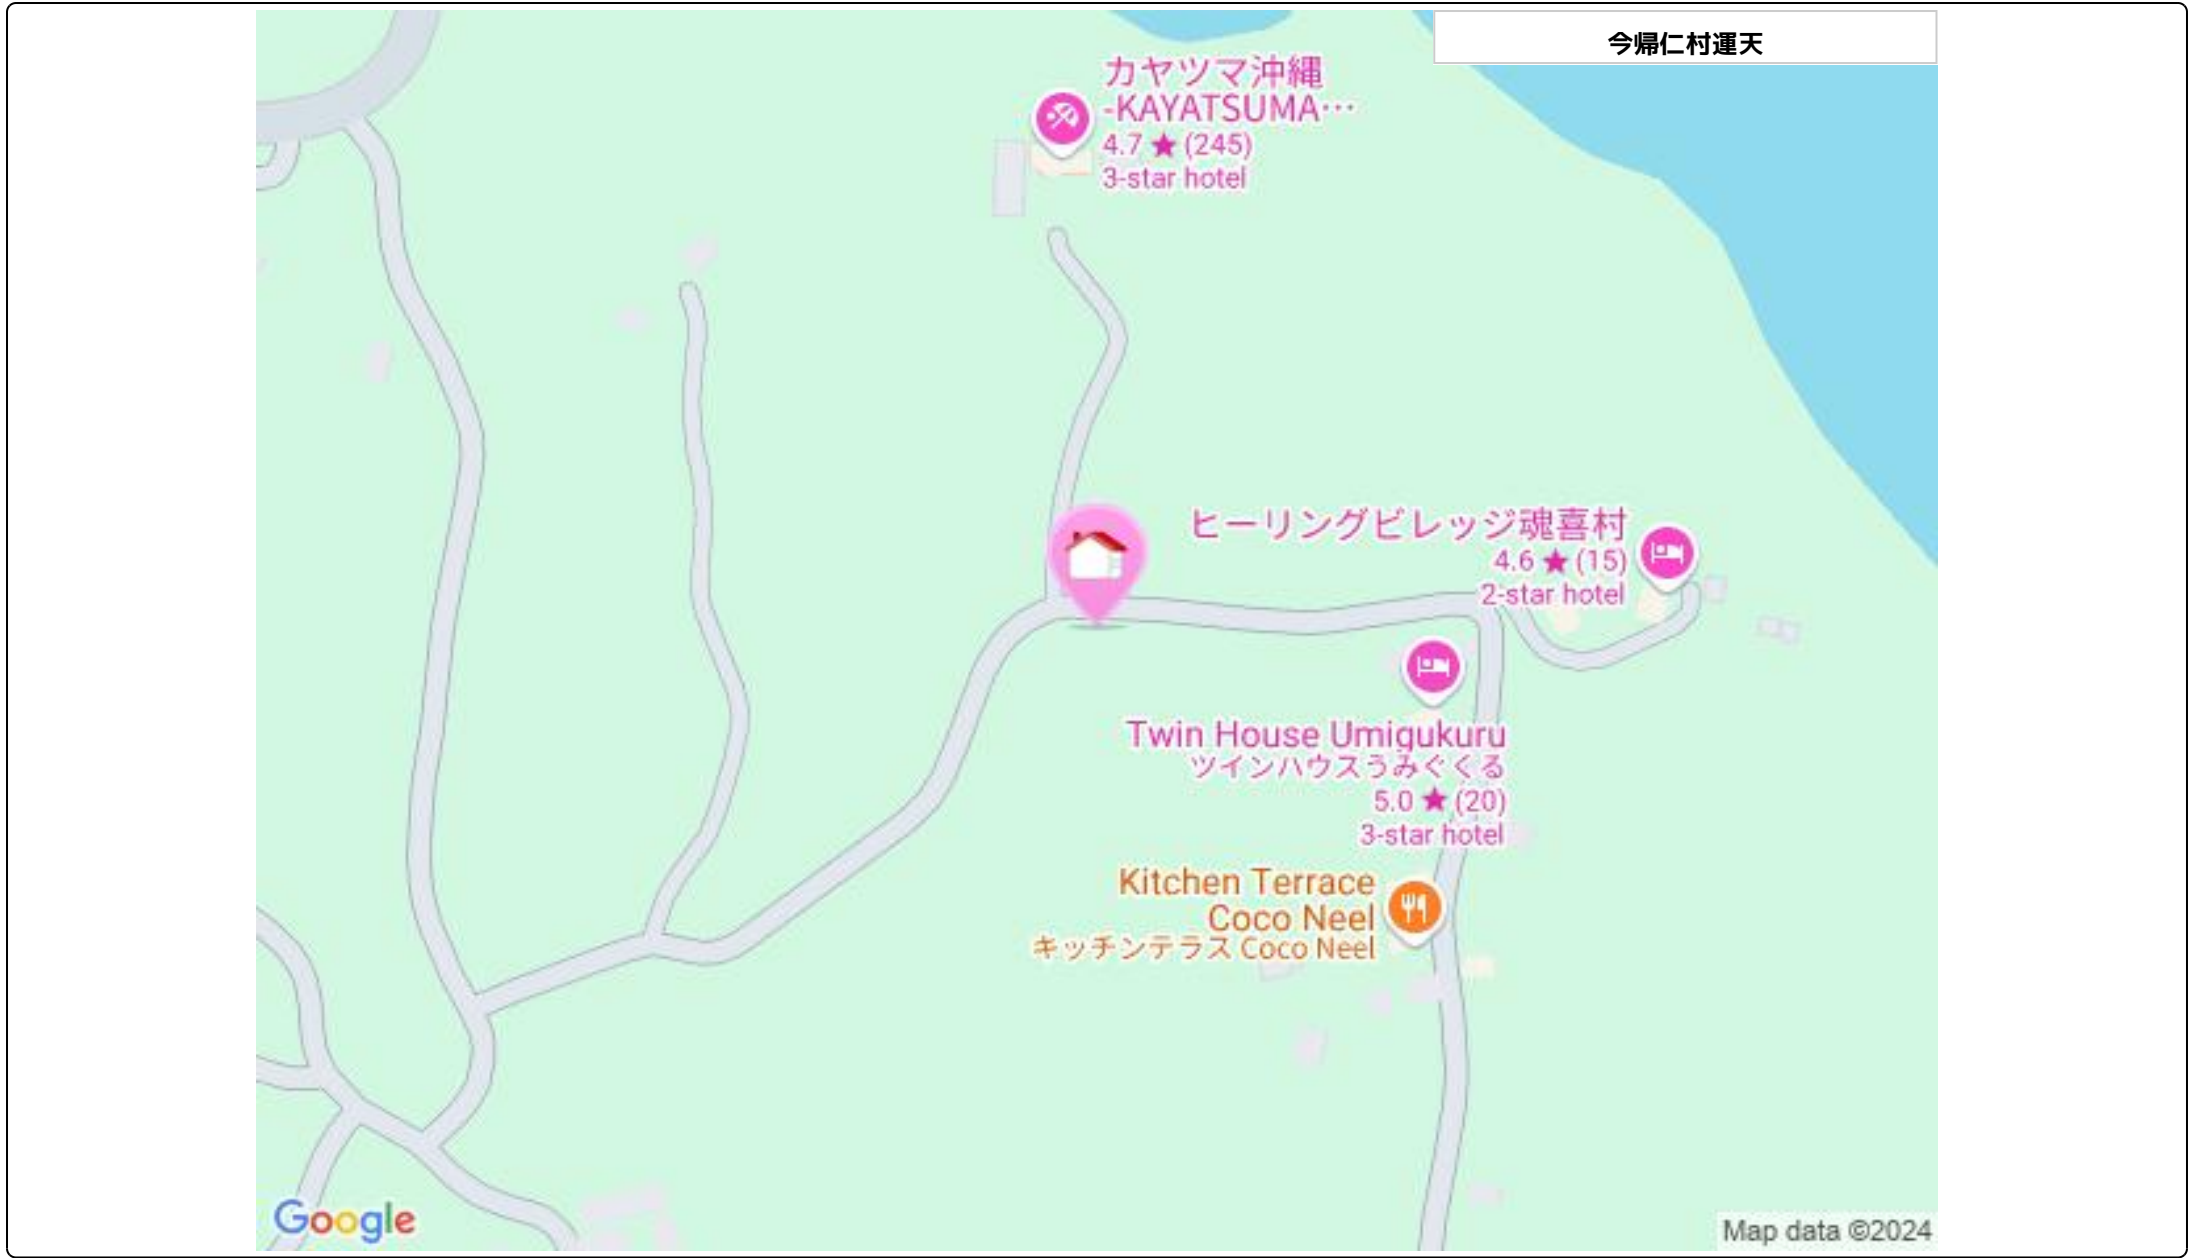 今帰仁村運天
カヤツマ沖縄
-KAYATSUMA…
4.7 ★ (245)
3-star hotel
ヒーリングビレッジ魂喜村
4.6 ★ (15)
2-star hotel
Twin House Umigukuru
ツインハウスうみぐくる
5.0 ★ (20)
3-star hotel
Kitchen Terrace
Coco Neel
キッチンテラス Coco Neel
Google
Map data ©2024